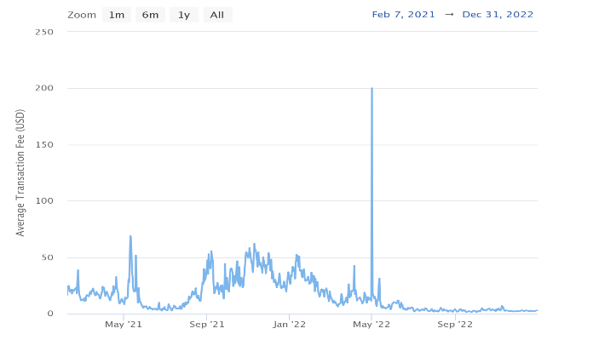 Zoom 1m 6m 1y All Feb 7, 2021 → Dec 31, 2022
250
200
150
100
50
0
Average Transaction Fee (USD)
May '21 Sep '21 Jan '22 May '22 Sep '22